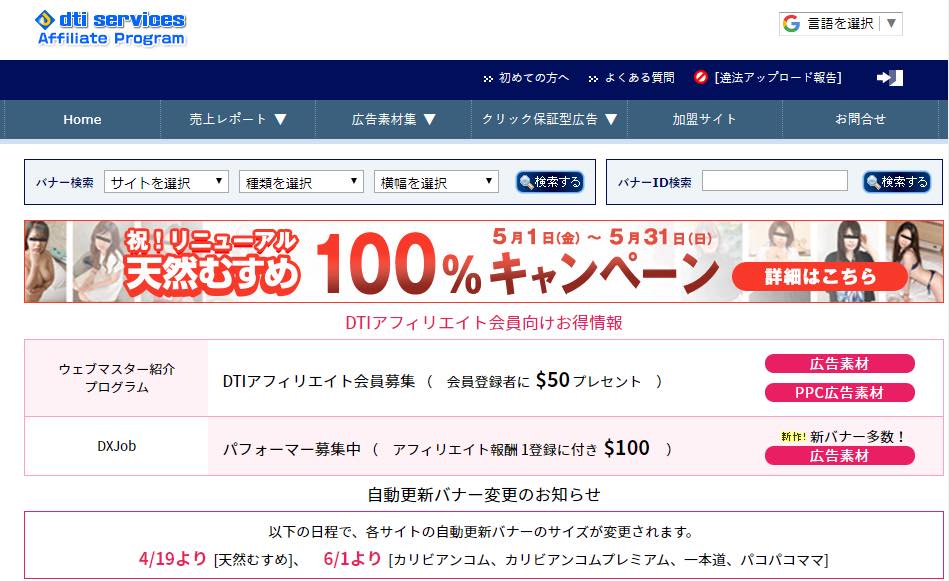 dti services
Affiliate Program
言語を選択 ▼
初めての方へ
よくある質問
[違法アップロード報告]
Home
売上レポート ▼
広告素材集 ▼
クリック保証型広告 ▼
加盟サイト
お問合せ
バナー検索
サイトを選択 ▼
種類を選択 ▼
横幅を選択 ▼
検索する
バナーID検索
検索する
祝!リニューアル
天然むすめ
100%キャンペーン
5月1日(金) ~ 5月31日(日)
詳細はこちら
DTIアフィリエイト会員向けお得情報
ウェブマスター紹介
プログラム
DTIアフィリエイト会員募集 ( 会員登録者に $50 プレゼント )
広告素材
PPC広告素材
DXJob
パフォーマー募集中 ( アフィリエイト報酬 1登録に付き $100 )
新作! 新バナー多数!
広告素材
自動更新バナー変更のお知らせ
以下の日程で、各サイトの自動更新バナーのサイズが変更されます。
4/19より [天然むすめ]、 6/1より [カリビアンコム、カリビアンコムプレミアム、一本道、パコパコママ]